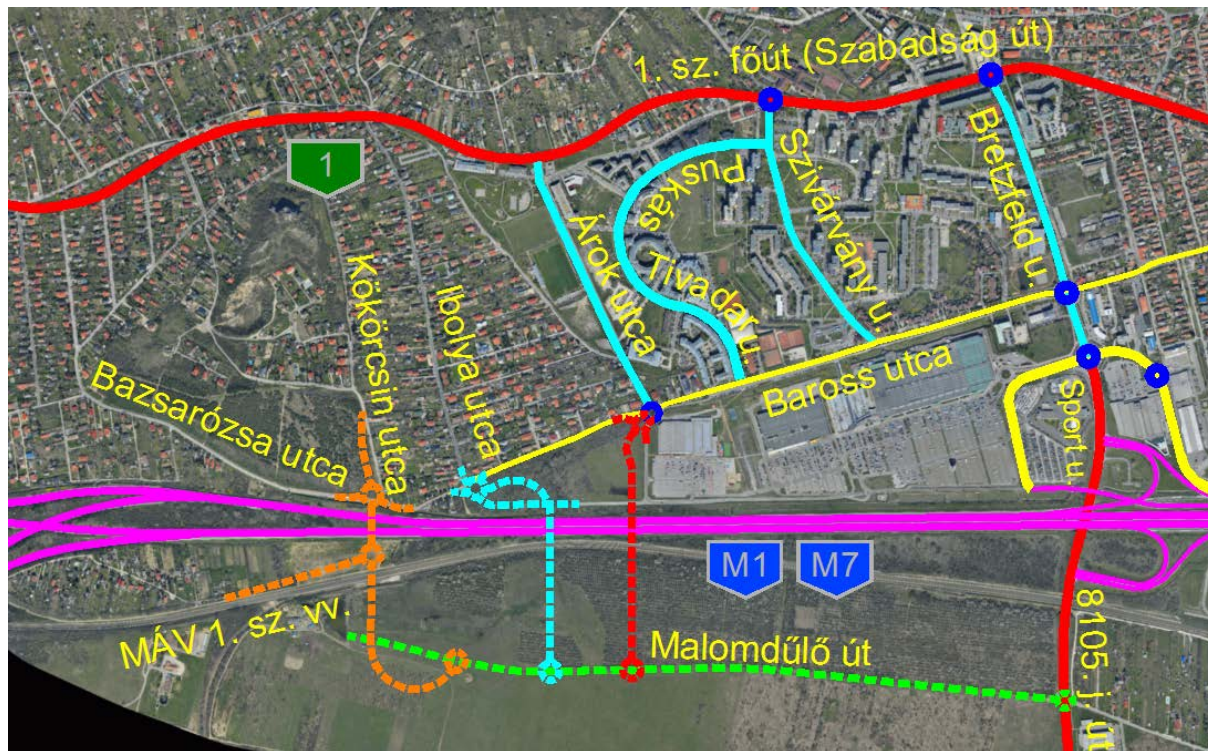 1. sz. főút (Szabadság út)
1
Puskás Tivadar u.
Szivárvány u.
Bretzfeld u.
Árok utca
Ibolya utca
Kökörcsin utca
Bazsarózsa utca
Baross utca
Sport u.
M1
M7
MÁV 1. sz. vv.
Malomdűlő út
8105. j. út